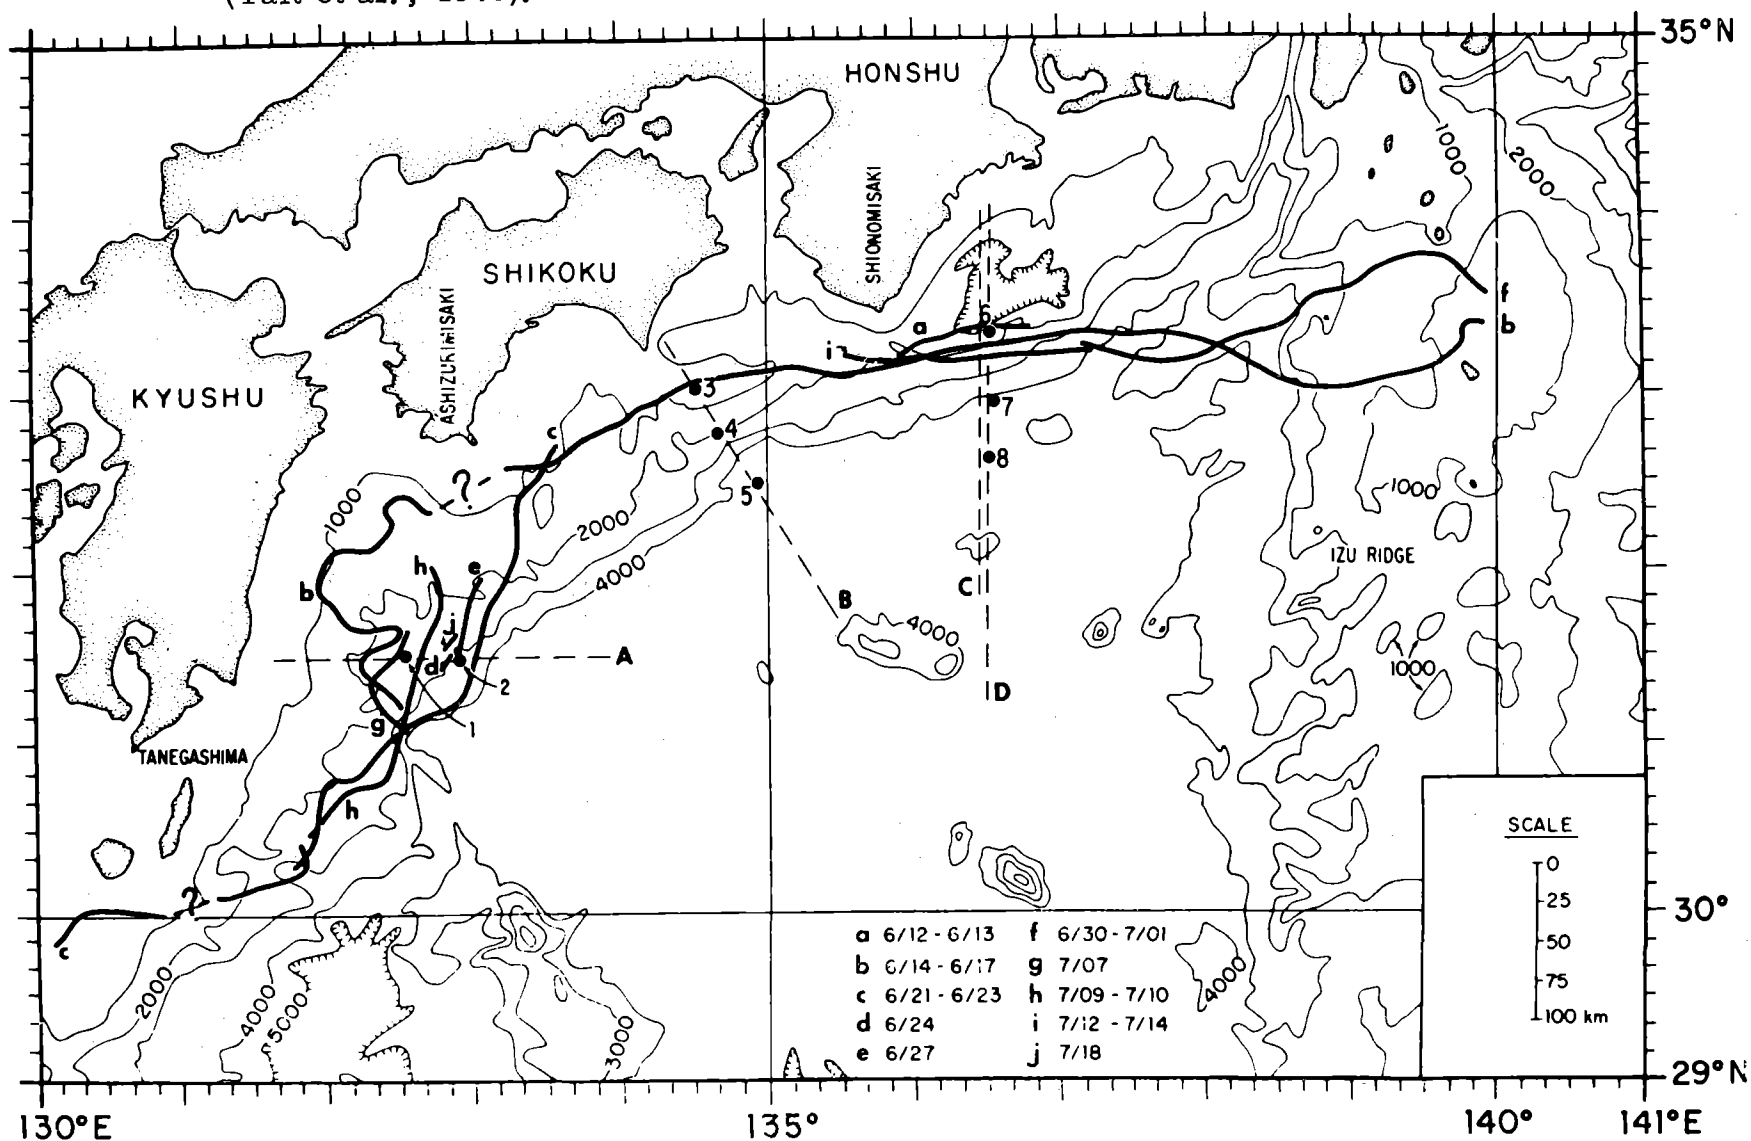 35°N
HONSHU
1000
2000
SHIONOMISAKI
SHIKOKU
ASHIZURIMISAKI
f
b
a
6
i
KYUSHU
3
7
4
c
8
?
5
1000
1000
2000
h
e
4000
IZU RIDGE
b
C
B
4000
A
d
2
1000
D
g
1
TANEGASHIMA
h
SCALE
0
25
50
75
100 km
?
30°
c
a 6/12 - 6/13
b 6/14 - 6/17
c 6/21 - 6/23
d 6/24
e 6/27
f 6/30 - 7/01
g 7/07
h 7/09 - 7/10
i 7/12 - 7/14
j 7/18
2000
4000
5000
3000
4000
29°N
130°E
135°
140°
141°E